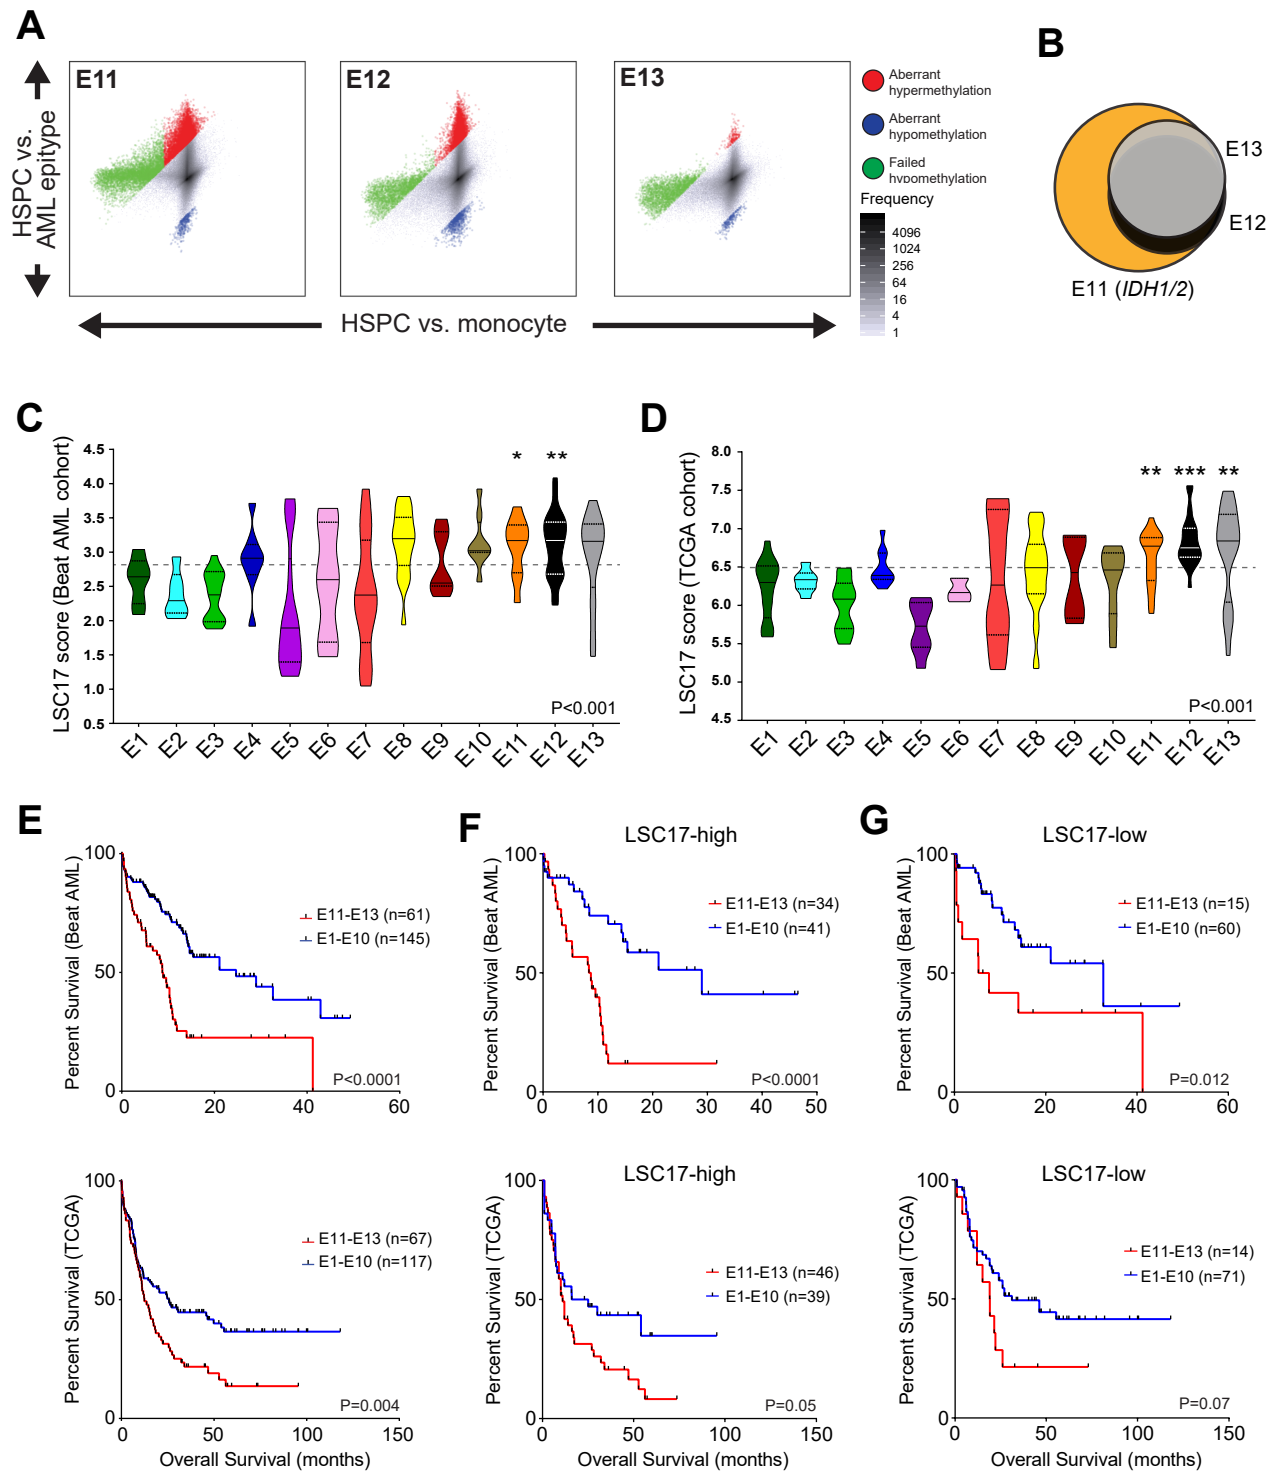 A
HSPC vs.
AML epitype
E11
E12
E13
Aberrant
hypermethylation
Aberrant
hypomethylation
Failed
hypomethylation
Frequency
4096
1024
256
64
16
4
1
HSPC vs. monocyte
B
E13
E12
E11 (IDH1/2)
C
LSC17 score (Beat AML cohort)
4.5
4.0
3.5
3.0
2.5
2.0
1.5
1.0
0.5
* **
P<0.001
E1 E2 E3 E4 E5 E6 E7 E8 E9 E10 E11 E12 E13
D
LSC17 score (TCGA cohort)
8.0
7.5
7.0
6.5
6.0
5.5
5.0
4.5
** *** **
P<0.001
E1 E2 E3 E4 E5 E6 E7 E8 E9 E10 E11 E12 E13
E
Percent Survival (Beat AML)
100
50
0
E11-E13 (n=61)
E1-E10 (n=145)
P<0.0001
0 20 40 60
Percent Survival (TCGA)
100
50
0
E11-E13 (n=67)
E1-E10 (n=117)
P=0.004
0 50 100 150
Overall Survival (months)
F
LSC17-high
Percent Survival (Beat AML)
100
50
0
E11-E13 (n=34)
E1-E10 (n=41)
P<0.0001
0 10 20 30 40 50
LSC17-high
Percent Survival (TCGA)
100
50
0
E11-E13 (n=46)
E1-E10 (n=39)
P=0.05
0 50 100 150
Overall Survival (months)
G
LSC17-low
Percent Survival (Beat AML)
100
50
0
E11-E13 (n=15)
E1-E10 (n=60)
P=0.012
0 20 40 60
LSC17-low
Percent Survival (TCGA)
100
50
0
E11-E13 (n=14)
E1-E10 (n=71)
P=0.07
0 50 100 150
Overall Survival (months)